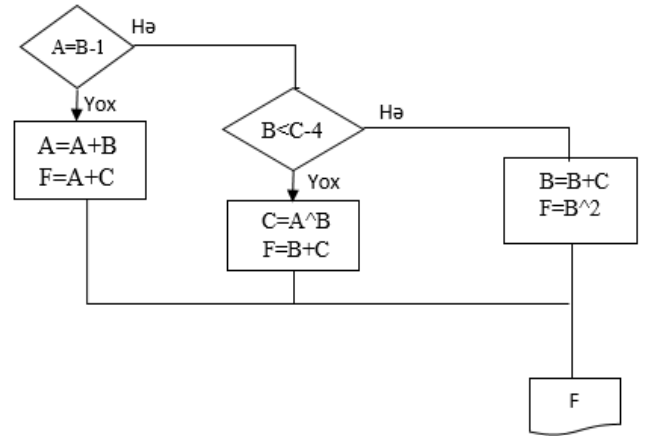 A=B-1
Hə
Yox
A=A+B
F=A+C
B<C-4
Hə
Yox
C=A^B
F=B+C
B=B+C
F=B^2
F